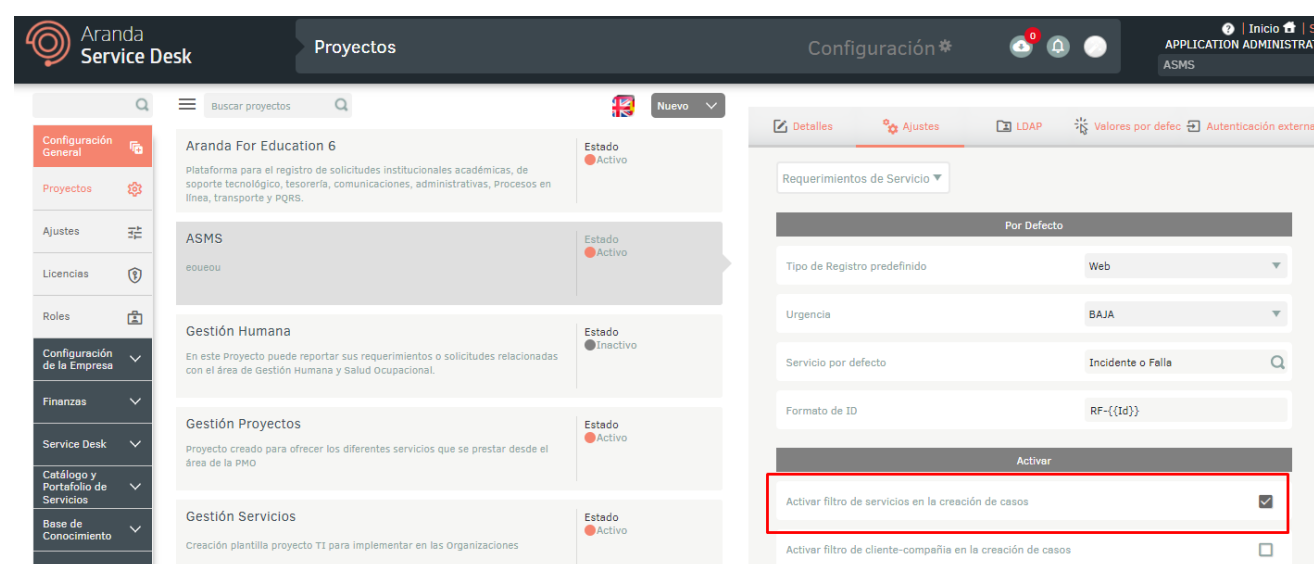 Aranda
Service Desk
Proyectos
Configuración
0
Inicio
APPLICATION ADMINISTRA
ASMS
Buscar proyectos
Nuevo
Configuración
General
Proyectos
Ajustes
Licencias
Roles
Configuración
de la Empresa
Finanzas
Service Desk
Catálogo y
Portafolio de
Servicios
Base de
Conocimiento
Aranda For Education 6
Plataforma para el registro de solicitudes institucionales académicas, de
soporte tecnológico, tesorería, comunicaciones, administrativas, Procesos en
línea, transporte y PQRS.
Estado
Activo
ASMS
eoueou
Estado
Activo
Gestión Humana
En este Proyecto puede reportar sus requerimientos o solicitudes relacionadas
con el área de Gestión Humana y Salud Ocupacional.
Estado
Inactivo
Gestión Proyectos
Proyecto creado para ofrecer los diferentes servicios que se prestar desde el
área de la PMO
Estado
Activo
Gestión Servicios
Creación plantilla proyecto TI para implementar en las Organizaciones
Estado
Activo
Detalles
Ajustes
LDAP
Valores por defec
Autenticación externa
Requerimientos de Servicio
Por Defecto
Tipo de Registro predefinido Web
Urgencia BAJA
Servicio por defecto Incidente o Falla
Formato de ID RF-{{Id}}
Activar
Activar filtro de servicios en la creación de casos
Activar filtro de cliente-compañia en la creación de casos